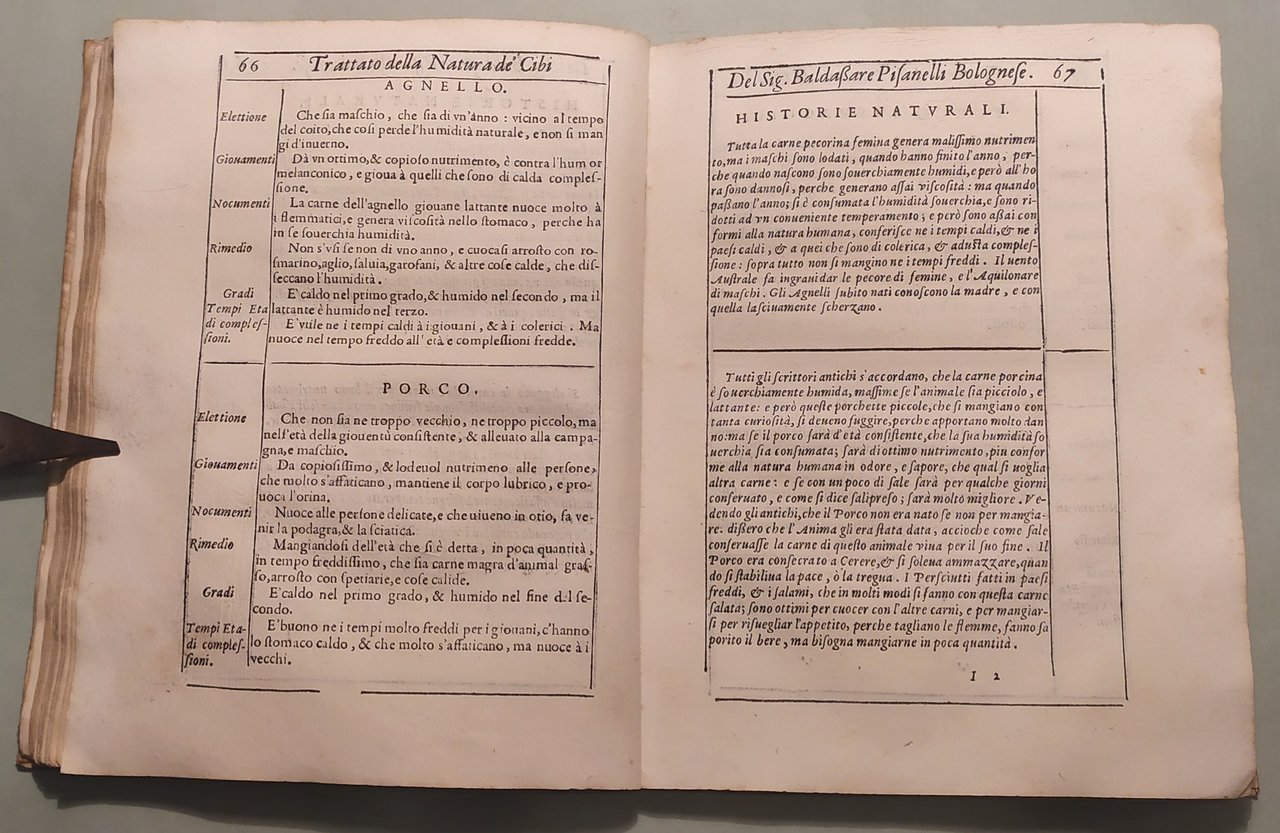 66 Trattato della Natura de' Cibi
AGNELLO.
Elettione
Che sia maschio, che sia di vn'anno: vicino al tempo
del coito, che cosi perde l'humidità naturale, e non si man
gi d'inuerno.
Giouamenti
Dà vn ottimo, & copioso nutrimento, è contra l'humor
melanconico, e gioua à quelli che sono di calda comples-
sione.
Nocumenti
La carne dell'agnello giouane lattante nuoce molto à
i flemmatici, e genera viscosità nello stomaco, perche ha
in se souerchia humidità.
Rimedio
Non s'vsi se non di vno anno, e cuocasi arrosto con ro-
smarino, aglio, saluia, garofani, & altre cose calde, che dis-
seccano l'humidità.
Gradi
E' caldo nel primo grado, & humido nel secondo, ma il
lattante è humido nel terzo.
Tempi Eta
di comples-
sioni.
E' vtile ne i tempi caldi à i giouani, & à i colerici. Ma
nuoce nel tempo freddo all' età e complessioni fredde.
PORCO.
Elettione
Che non sia ne troppo vecchio, ne troppo piccolo, ma
nell'età della giouentù consistente, & alleuato alla campa-
gna, e maschio.
Giouamenti
Da copiosissimo, & lodeuol nutrimeno alle persone,
che molto s'affaticano, mantiene il corpo lubrico, e pro-
uoca l'orina.
Nocumenti
Nuoce alle persone delicate, e che uiueno in otio, fa ve-
nir la podagra, & la sciatica.
Rimedio
Mangiandosi dell'età che si è detta, in poca quantità,
in tempo freddissimo, che sia carne magra d'animal gras-
so, arrosto con spetiarie, e cose calide.
Gradi
E' caldo nel primo grado, & humido nel fine del se-
condo.
Tempi Eta-
di comples-
sioni.
E' buono ne i tempi molto freddi per i giouani, c'hanno
lo stomaco caldo, & che molto s'affaticano, ma nuoce à i
vecchi.
Del Sig. Baldaßare Pisanelli Bolognese. 67
HISTORIE NATVRALI.
Tutta la carne pecorina femina genera malissimo nutrimen
to, ma i maschi sono lodati, quando hanno finito l'anno, per-
che quando nascono sono souerchiamente humidi, e però all'ho
ra sono dannosi, perche generano assai viscosità: ma quando
paßano l'anno; si è consumata l'humidità souerchia, e sono ri-
dotti ad vn conueniente temperamento; e però sono aßai con
formi alla natura humana, conferisce ne i tempi caldi, & ne i
paesi caldi, & a quei che sono di colerica, & adusta comples-
sione: sopra tutto non si mangino ne i tempi freddi. Il uento
Australe fa ingrauidar le pecore di femine, e l'Aquilonare
di maschi. Gli Agnelli subito nati conoscono la madre, e con
quella lasciuamente scherzano.
Tutti gli scrittori antichi s'accordano, che la carne porcina
è souerchiamente humida, massime se l'animale sia picciolo, e
lattante: e però queste porchette piccole, che si mangiano con
tanta curiosità, si deueno fuggire, perche apportano molto dan
no: ma se il porco sarà d'età consistente, che la sua humidità so
uerchia sia consumata; sarà di ottimo nutrimento, piu confor
me alla natura humana in odore, e sapore, che qual si uoglia
altra carne: e se con un poco di sale sarà per qualche giorni
conseruato, e come si dice salipreso; sarà molto migliore. Ve-
dendo gli antichi, che il Porco non era nato se non per mangia-
re: dißero che l'Anima gli era stata data, accioche come sale
conseruasse la carne di questo animale viua per il suo fine. Il
Porco era consecrato a Cerere, & si soleua ammazzare, quan
do si stabiliua la pace, ò la tregua. I Persciutti fatti in paesi
freddi, & i salami, che in molti modi si fanno con questa carne
salata; sono ottimi per cuocer con l'altre carni, e per mangiar-
si per risuegliar l'appetito, perche tagliano le flemme, fanno sa
porito il bere, ma bisogna mangiarne in poca quantità.
I 2